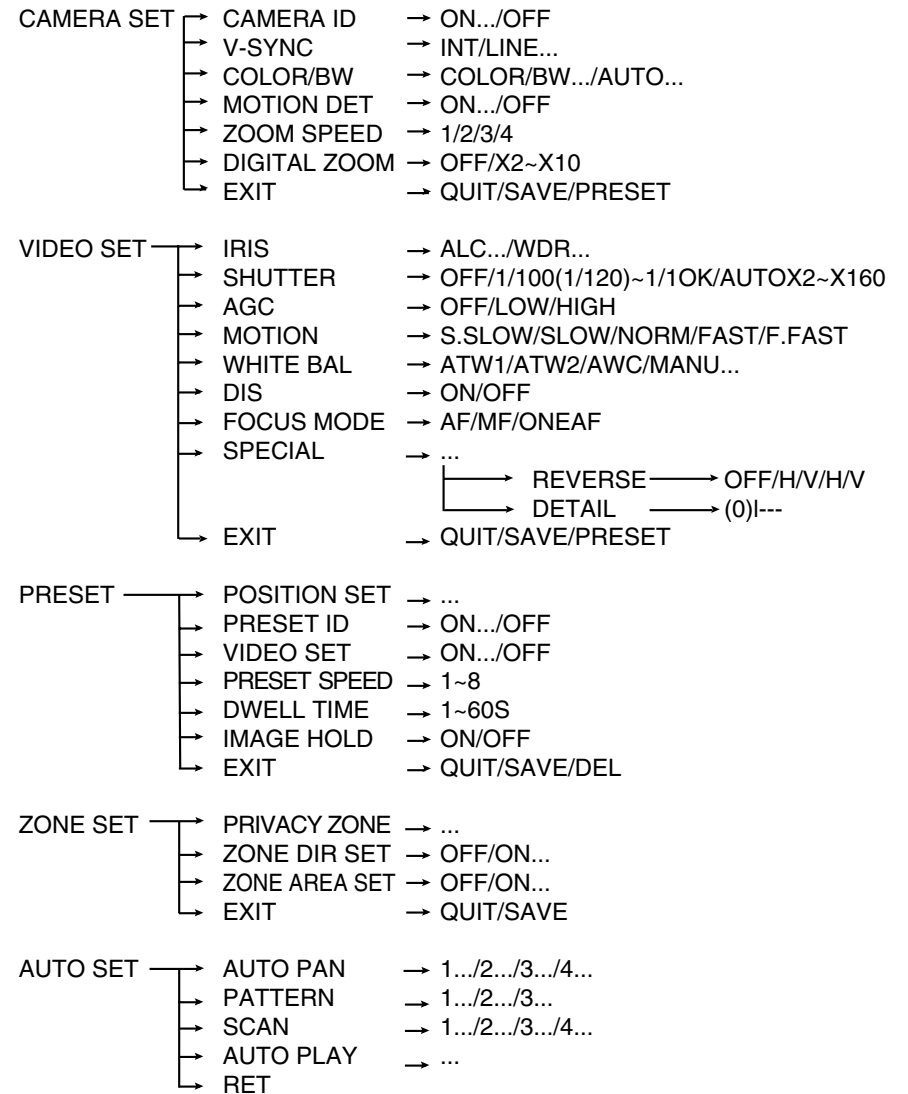 CAMERA SET CAMERA ID ON.../OFF
V-SYNC INT/LINE...
COLOR/BW COLOR/BW.../AUTO...
MOTION DET ON.../OFF
ZOOM SPEED 1/2/3/4
DIGITAL ZOOM OFF/X2~X10
EXIT QUIT/SAVE/PRESET
VIDEO SET IRIS ALC.../WDR...
SHUTTER OFF/1/100(1/120)~1/1OK/AUTOX2~X160
AGC OFF/LOW/HIGH
MOTION S.SLOW/SLOW/NORM/FAST/F.FAST
WHITE BAL ATW1/ATW2/AWC/MANU...
DIS ON/OFF
FOCUS MODE AF/MF/ONEAF
SPECIAL ...
REVERSE OFF/H/V/H/V
DETAIL (0)I---
EXIT QUIT/SAVE/PRESET
PRESET POSITION SET ...
PRESET ID ON.../OFF
VIDEO SET ON.../OFF
PRESET SPEED 1~8
DWELL TIME 1~60S
IMAGE HOLD ON/OFF
EXIT QUIT/SAVE/DEL
ZONE SET PRIVACY ZONE ...
ZONE DIR SET OFF/ON...
ZONE AREA SET OFF/ON...
EXIT QUIT/SAVE
AUTO SET AUTO PAN 1.../2.../3.../4...
PATTERN 1.../2.../3...
SCAN 1.../2.../3.../4...
AUTO PLAY ...
RET